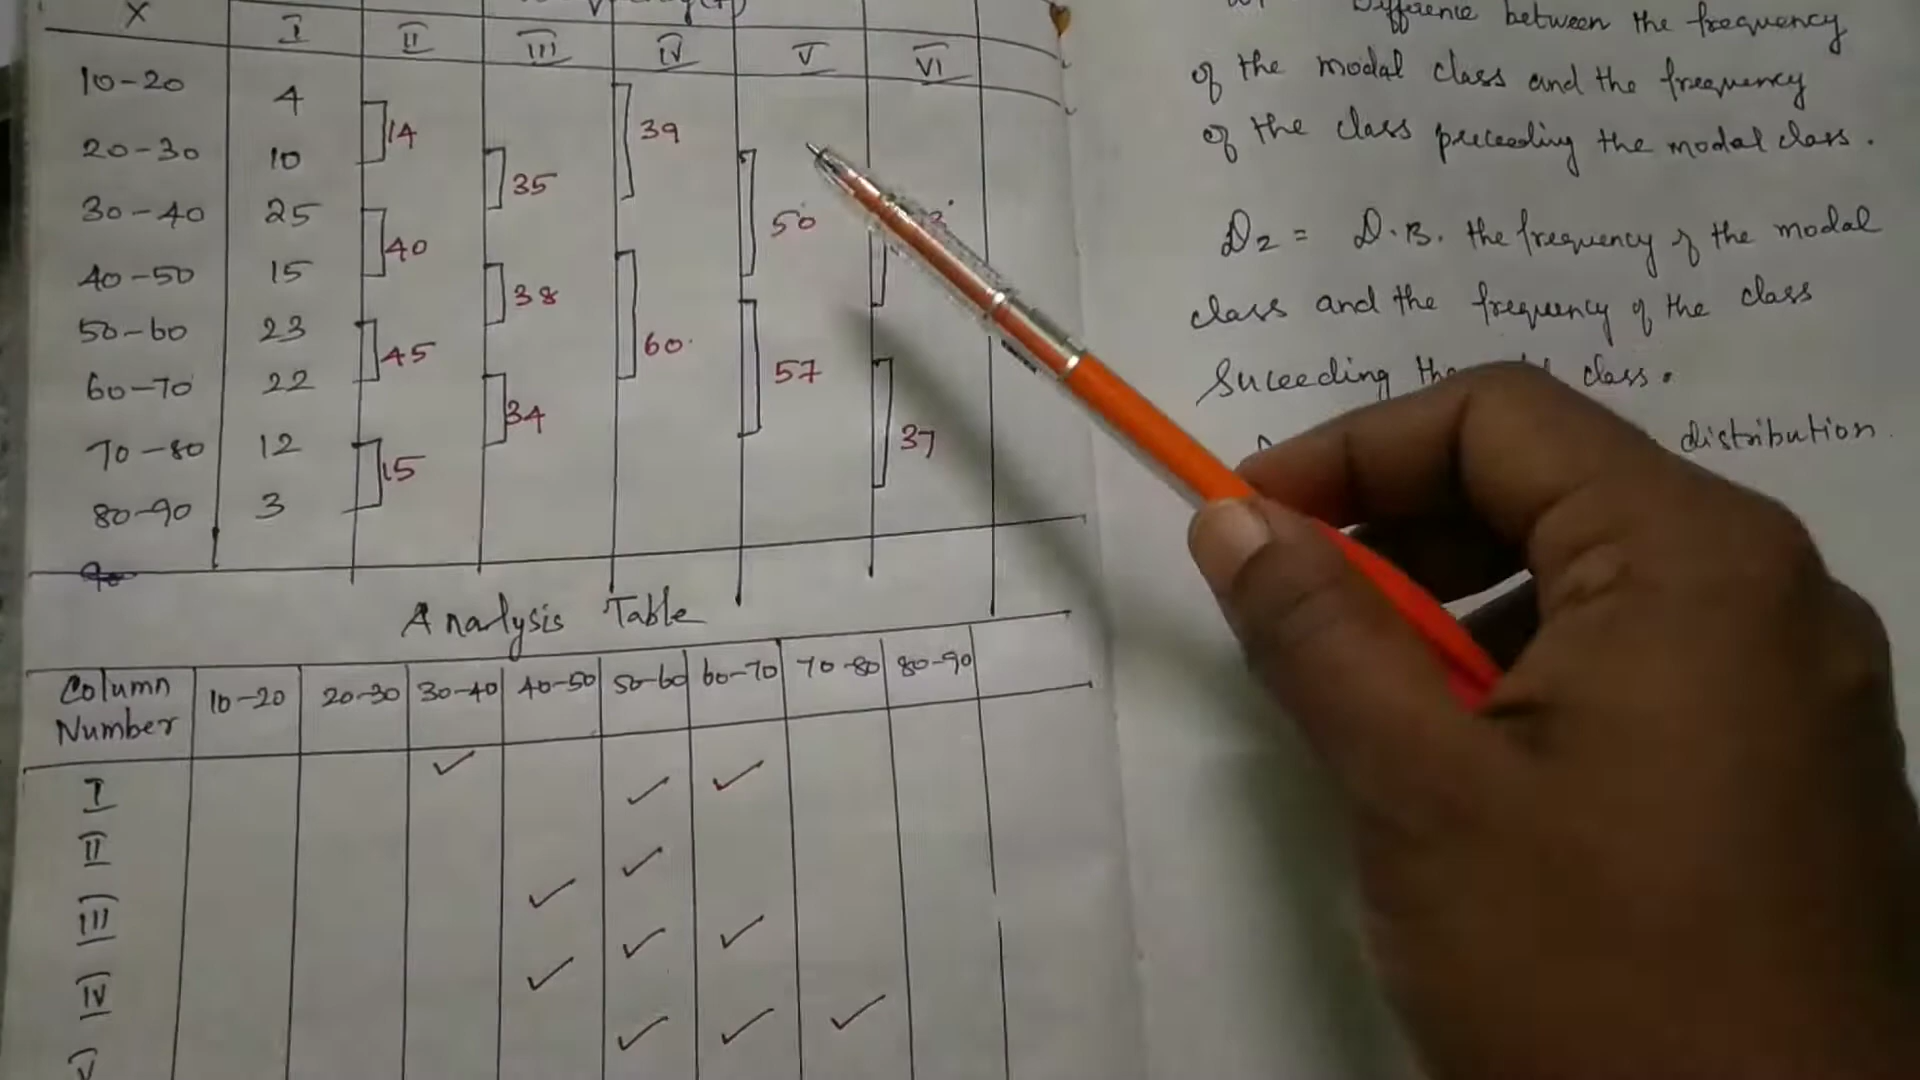 X I II III IV V VI
10-20 4
14 39
20-30 10
35
30-40 25 50
40
40-50 15
38
50-60 23
45 60
60-70 22 57
34
70-80 12 37
15
80-90 3
Analysis Table
Column Number 10-20 20-30 30-40 40-50 50-60 60-70 70-80 80-90
I ✓ ✓ ✓
II ✓
III ✓ ✓ ✓
IV ✓ ✓ ✓ ✓
V
Difference between the frequency
of the modal class and the frequency
of the class preceeding the modal class.
D2 = D.B. the frequency of the modal
class and the frequency of the class
Suceeding the class.
distribution